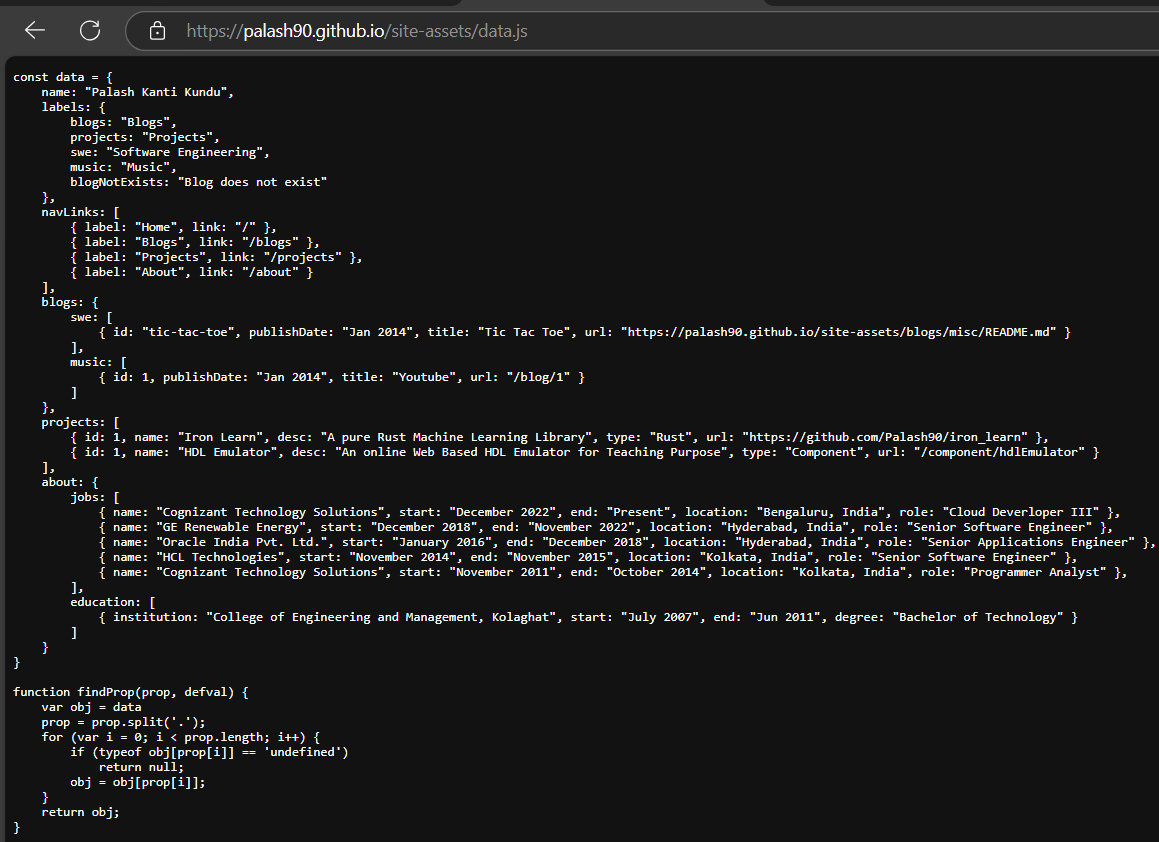 https://palash90.github.io/site-assets/data.js
const data = {
    name: "Palash Kanti Kundu",
    labels: {
        blogs: "Blogs",
        projects: "Projects",
        swe: "Software Engineering",
        music: "Music",
        blogNotExists: "Blog does not exist"
    },
    navLinks: [
        { label: "Home", link: "/" },
        { label: "Blogs", link: "/blogs" },
        { label: "Projects", link: "/projects" },
        { label: "About", link: "/about" }
    ],
    blogs: {
        swe: [
            { id: "tic-tac-toe", publishDate: "Jan 2014", title: "Tic Tac Toe", url: "https://palash90.github.io/site-assets/blogs/misc/README.md" }
        ],
        music: [
            { id: 1, publishDate: "Jan 2014", title: "Youtube", url: "/blog/1" }
        ]
    },
    projects: [
        { id: 1, name: "Iron Learn", desc: "A pure Rust Machine Learning Library", type: "Rust", url: "https://github.com/Palash90/iron_learn" },
        { id: 1, name: "HDL Emulator", desc: "An online Web Based HDL Emulator for Teaching Purpose", type: "Component", url: "/component/hdlEmulator" }
    ],
    about: {
        jobs: [
            { name: "Cognizant Technology Solutions", start: "December 2022", end: "Present", location: "Bengaluru, India", role: "Cloud Deverloper III" },
            { name: "GE Renewable Energy", start: "December 2018", end: "November 2022", location: "Hyderabad, India", role: "Senior Software Engineer" },
            { name: "Oracle India Pvt. Ltd.", start: "January 2016", end: "December 2018", location: "Hyderabad, India", role: "Senior Applications Engineer" },
            { name: "HCL Technologies", start: "November 2014", end: "November 2015", location: "Kolkata, India", role: "Senior Software Engineer" },
            { name: "Cognizant Technology Solutions", start: "November 2011", end: "October 2014", location: "Kolkata, India", role: "Programmer Analyst" },
        ],
        education: [
            { institution: "College of Engineering and Management, Kolaghat", start: "July 2007", end: "Jun 2011", degree: "Bachelor of Technology" }
        ]
    }
}
function findProp(prop, defval) {
    var obj = data
    prop = prop.split('.');
    for (var i = 0; i < prop.length; i++) {
        if (typeof obj[prop[i]] == 'undefined')
            return null;
        obj = obj[prop[i]];
    }
    return obj;
}